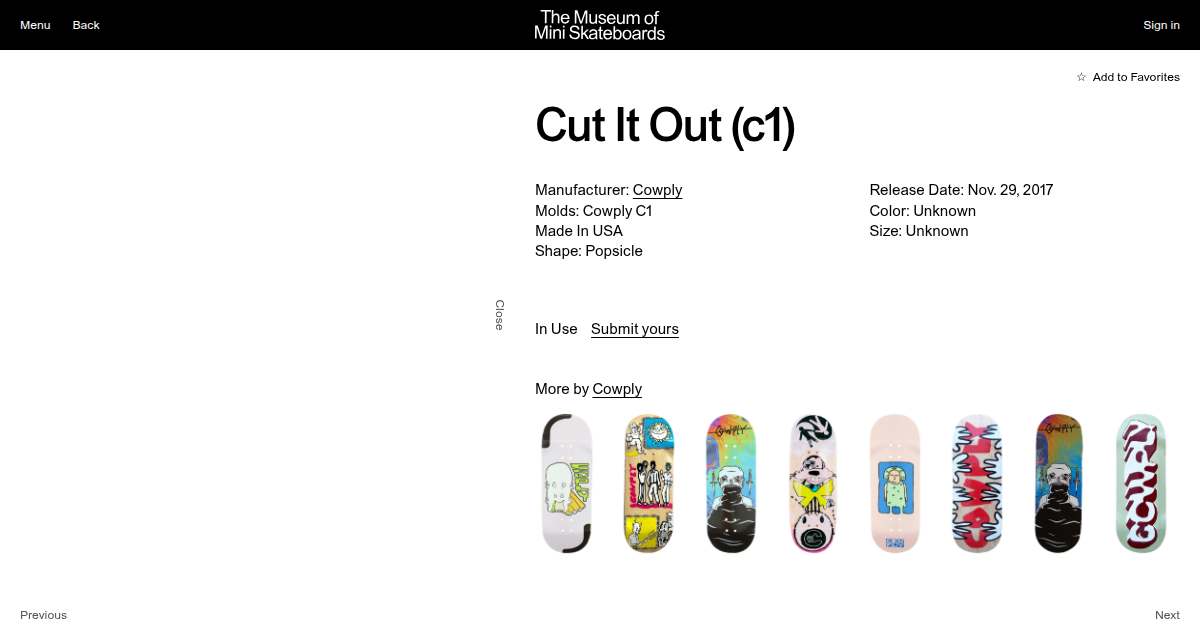 Menu
Back
The Museum of
Mini Skateboards
Sign in
☆ Add to Favorites
Cut It Out (c1)
Manufacturer: Cowply
Molds: Cowply C1
Made In USA
Shape: Popsicle
Release Date: Nov. 29, 2017
Color: Unknown
Size: Unknown
Close
In Use Submit yours
More by Cowply
COWPLY
Previous
Next